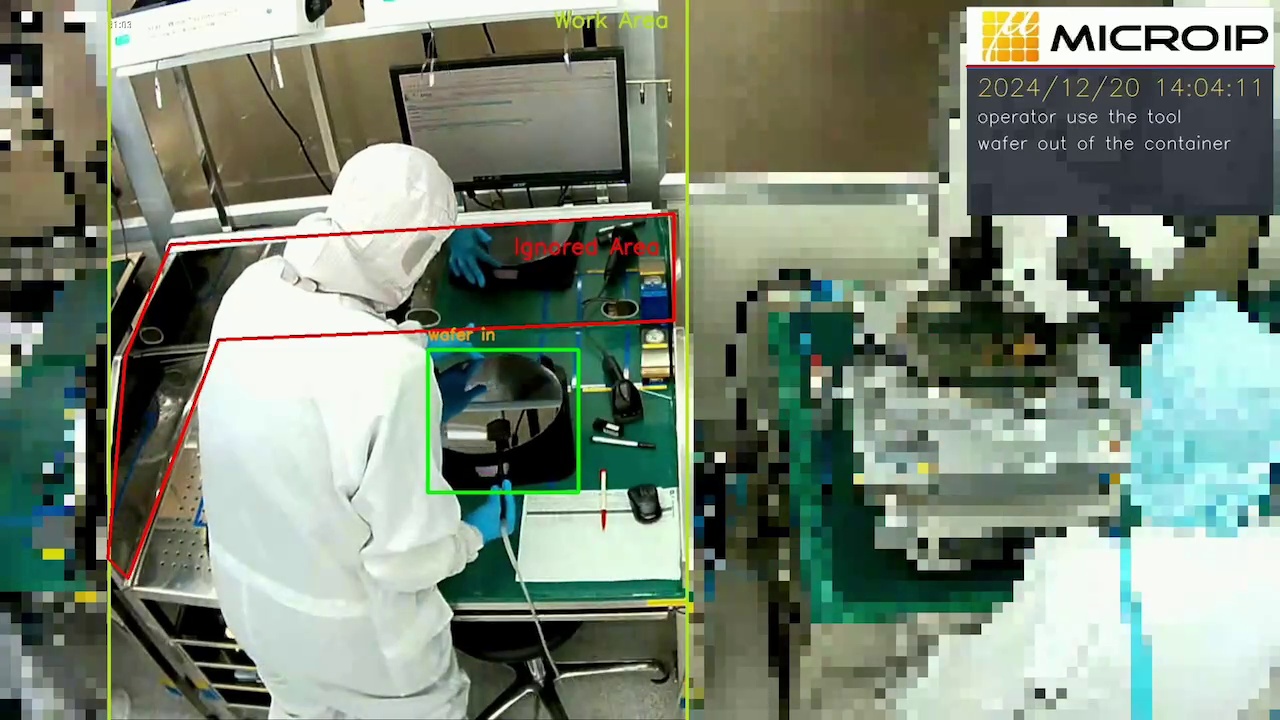 Work Area
MICROIP
2024/12/20 14:04:11
operator use the tool
wafer out of the container
Ignored Area
wafer in